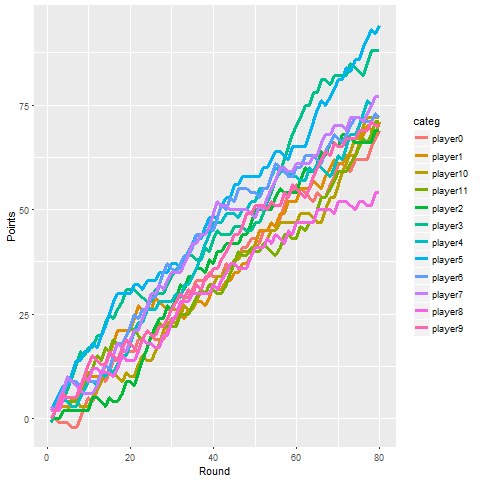 75
50
25
0
Points
0
20
40
60
80
Round
categ
player0
player1
player10
player11
player2
player3
player4
player5
player6
player7
player8
player9